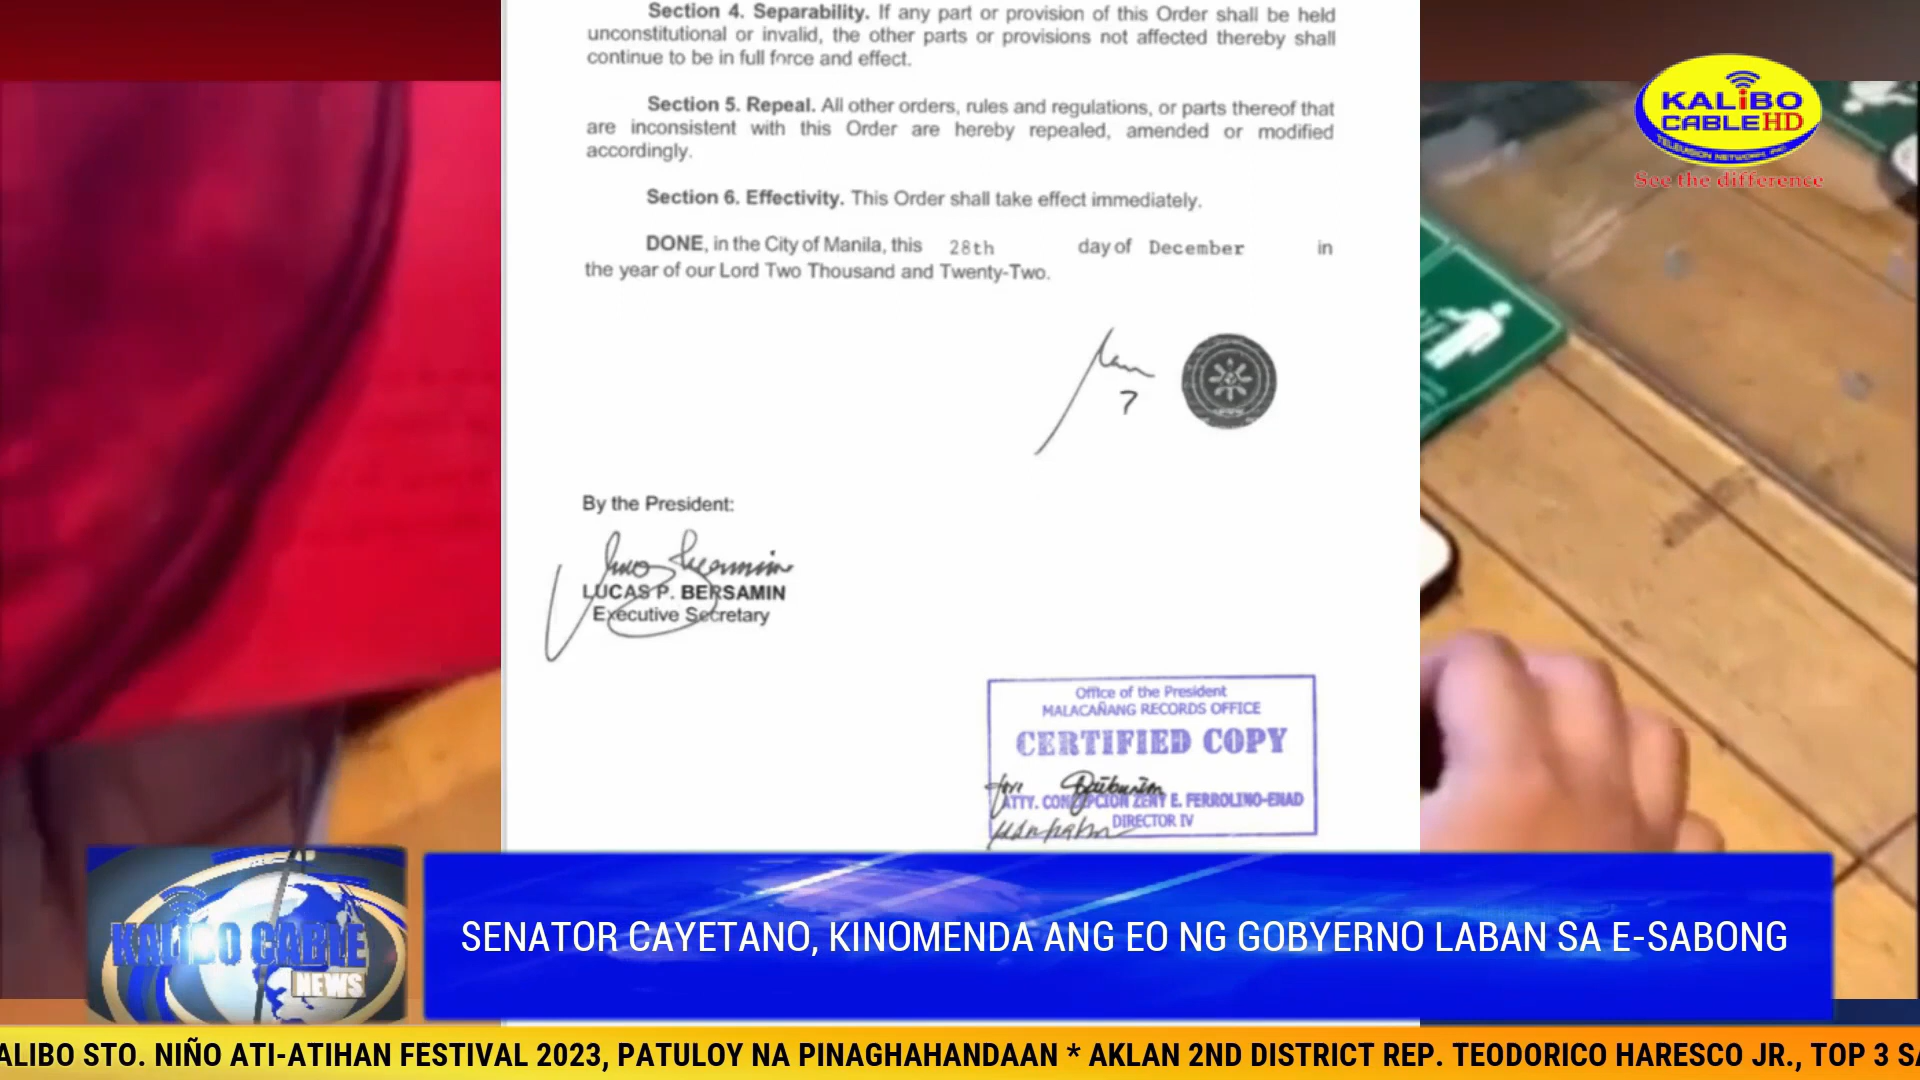 Section 4. Separability. If any part or provision of this Order shall be held
unconstitutional or invalid, the other parts or provisions not affected thereby shall
continue to be in full force and effect.
Section 5. Repeal. All other orders, rules and regulations, or parts thereof that
are inconsistent with this Order are hereby repealed, amended or modified
accordingly.
Section 6. Effectivity. This Order shall take effect immediately.
DONE, in the City of Manila, this 28th day of December in
the year of our Lord Two Thousand and Twenty-Two.
By the President:
LUCAS P. BERSAMIN
Executive Secretary
Office of the President
MALACAÑANG RECORDS OFFICE
CERTIFIED COPY
ATTY. CONCEPCION ZENY E. FERROLINO-ENAD
DIRECTOR IV
KALIBO
CABLE HD
TELEVISION NETWORK, INC.
See the difference
KALIBO CABLE
NEWS
SENATOR CAYETANO, KINOMENDA ANG EO NG GOBYERNO LABAN SA E-SABONG
ALIBO STO. NIÑO ATI-ATIHAN FESTIVAL 2023, PATULOY NA PINAGHAHANDAAN * AKLAN 2ND DISTRICT REP. TEODORICO HARESCO JR., TOP 3 SA